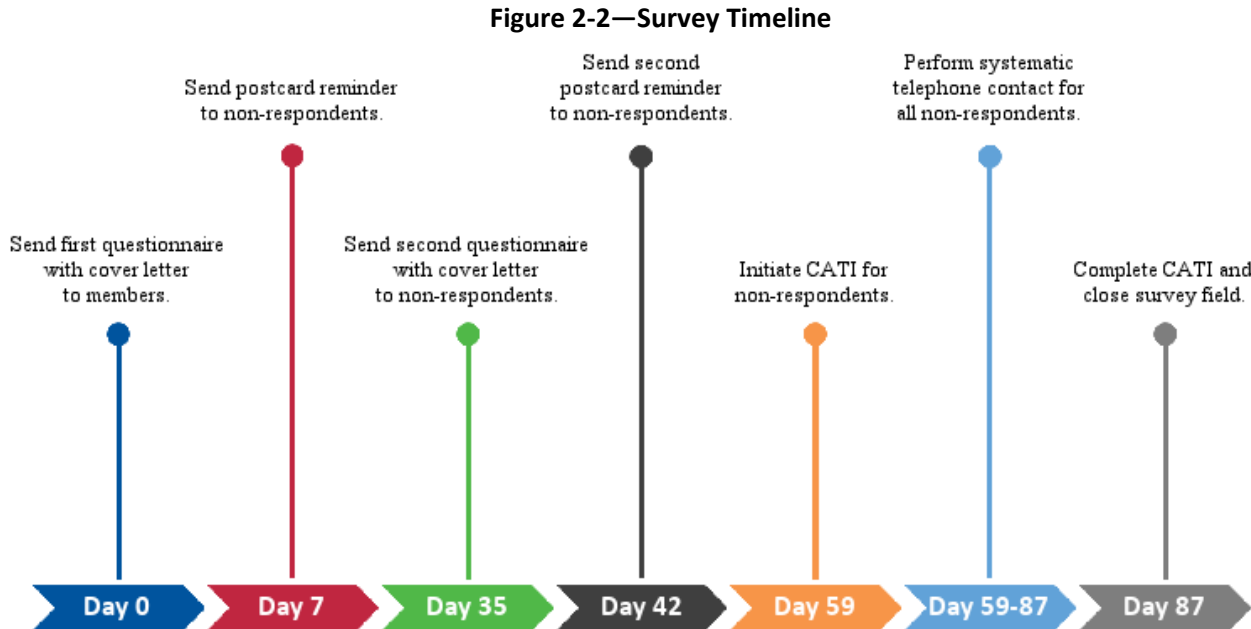 Figure 2-2—Survey Timeline
Send postcard reminder
to non-respondents.
Send second
postcard reminder
to non-respondents.
Perform systematic
telephone contact for
all non-respondents.
Send first questionnaire
with cover letter
to members.
Send second questionnaire
with cover letter
to non-respondents.
Initiate CATI for
non-respondents.
Complete CATI and
close survey field.
Day 0
Day 7
Day 35
Day 42
Day 59
Day 59-87
Day 87